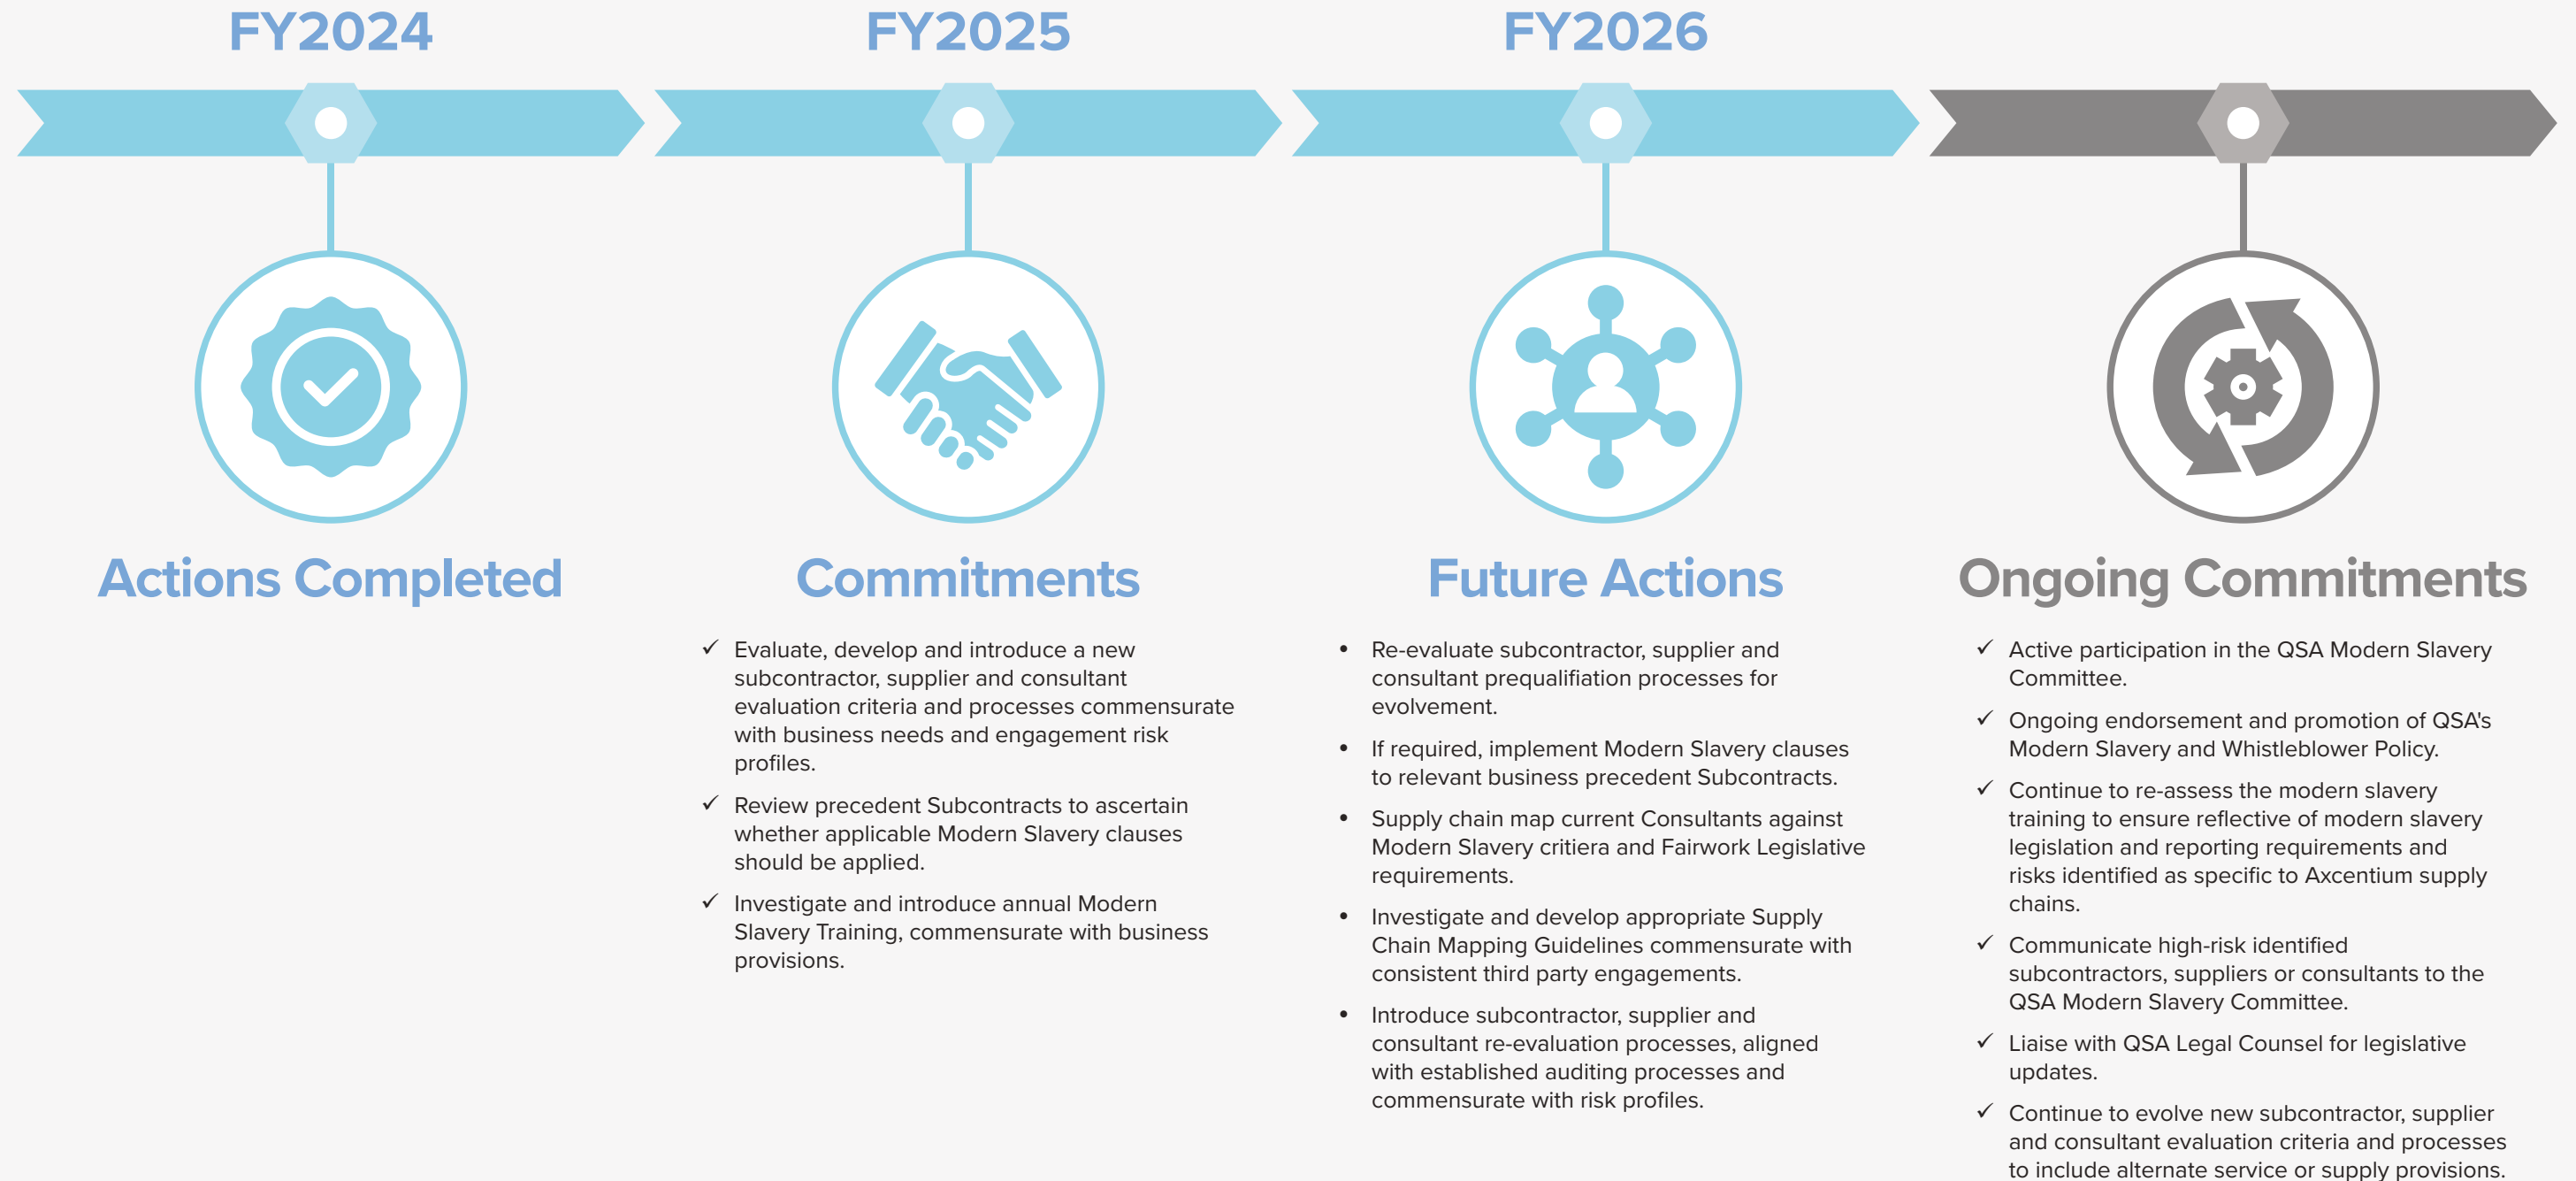 FY2024
FY2025
FY2026
Actions Completed
Commitments
✓ Evaluate, develop and introduce a new
subcontractor, supplier and consultant
evaluation criteria and processes commensurate
with business needs and engagement risk
profiles.
✓ Review precedent Subcontracts to ascertain
whether applicable Modern Slavery clauses
should be applied.
✓ Investigate and introduce annual Modern
Slavery Training, commensurate with business
provisions.
Future Actions
• Re-evaluate subcontractor, supplier and
consultant prequalifiation processes for
evolvement.
• If required, implement Modern Slavery clauses
to relevant business precedent Subcontracts.
• Supply chain map current Consultants against
Modern Slavery critiera and Fairwork Legislative
requirements.
• Investigate and develop appropriate Supply
Chain Mapping Guidelines commensurate with
consistent third party engagements.
• Introduce subcontractor, supplier and
consultant re-evaluation processes, aligned
with established auditing processes and
commensurate with risk profiles.
Ongoing Commitments
✓ Active participation in the QSA Modern Slavery
Committee.
✓ Ongoing endorsement and promotion of QSA's
Modern Slavery and Whistleblower Policy.
✓ Continue to re-assess the modern slavery
training to ensure reflective of modern slavery
legislation and reporting requirements and
risks identified as specific to Axcentium supply
chains.
✓ Communicate high-risk identified
subcontractors, suppliers or consultants to the
QSA Modern Slavery Committee.
✓ Liaise with QSA Legal Counsel for legislative
updates.
✓ Continue to evolve new subcontractor, supplier
and consultant evaluation criteria and processes
to include alternate service or supply provisions.